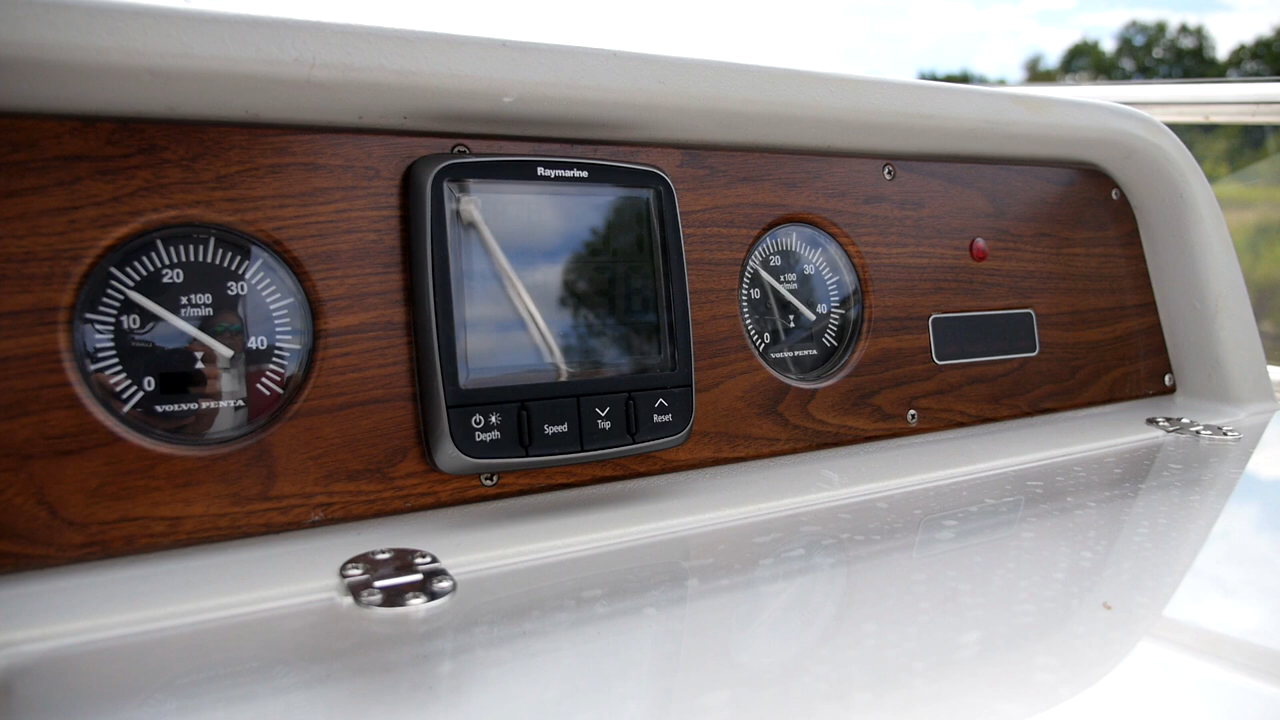 20
30
x100
r/min
10
40
0
VOLVO PENTA
Raymarine
Depth
Speed
Trip
Reset
20
30
x100
r/min
10
40
0
VOLVO PENTA